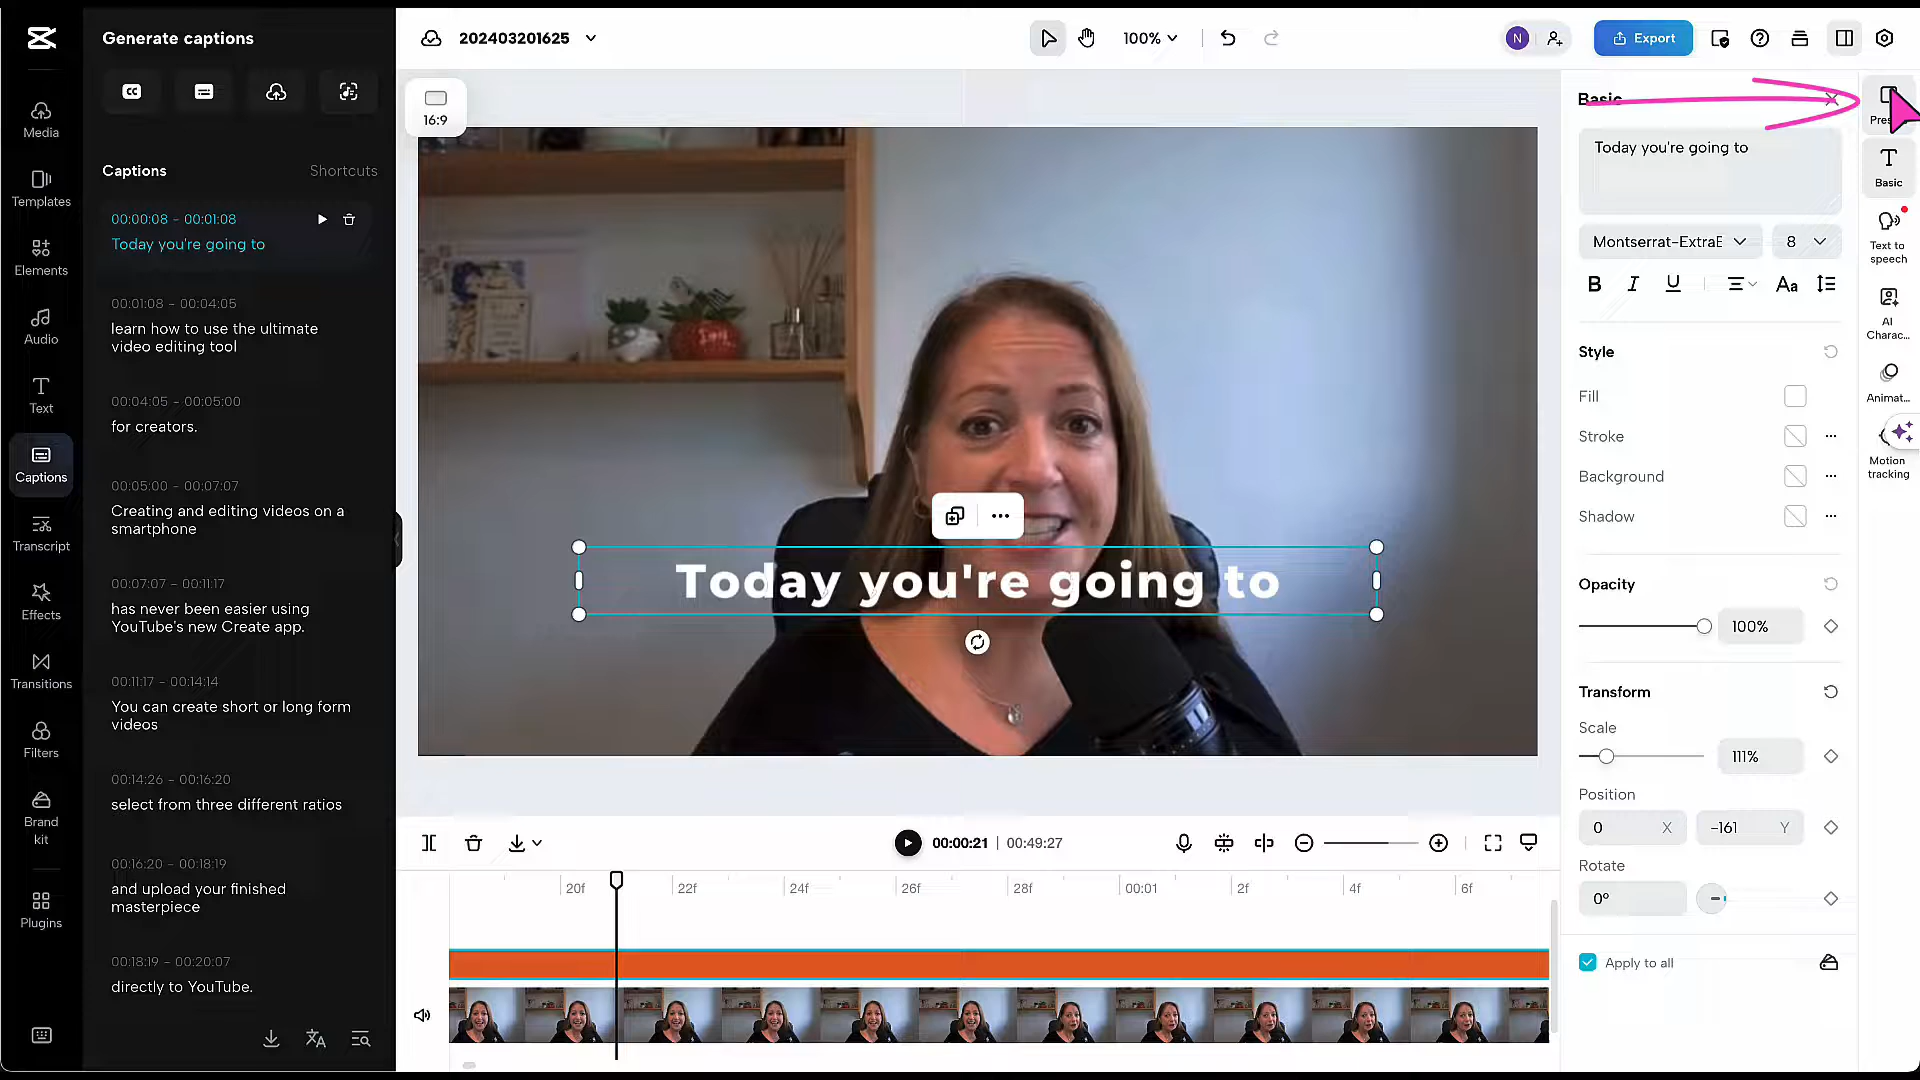 Generate captions
202403201625
100%
N
Export
Media
Templates
Elements
Audio
Text
Captions
Transcript
Effects
Transitions
Filters
Brand
kit
Plugins
CC
Captions
Shortcuts
00:00:08 – 00:01:08
Today you're going to
00:01:08 – 00:04:05
learn how to use the ultimate
video editing tool
00:04:05 – 00:05:00
for creators.
00:05:00 – 00:07:07
Creating and editing videos on a
smartphone
00:07:07 – 00:11:17
has never been easier using
YouTube's new Create app.
00:11:17 – 00:14:14
You can create short or long form
videos
00:14:26 – 00:16:20
select from three different ratios
00:16:20 – 00:18:19
and upload your finished
masterpiece
00:18:19 – 00:20:07
directly to YouTube.
16:9
Today you're going to
00:00:21 | 00:49:27
20f
22f
24f
26f
28f
00:01
2f
4f
6f
Basic
Today you're going to
Montserrat-ExtraE
8
B
I
U
Aa
Style
Fill
Stroke
Background
Shadow
Opacity
100%
Transform
Scale
111%
Position
0 X
-161 Y
Rotate
0°
Apply to all
Basic
Text to
speech
AI
Charac...
Animat...
Motion
tracking